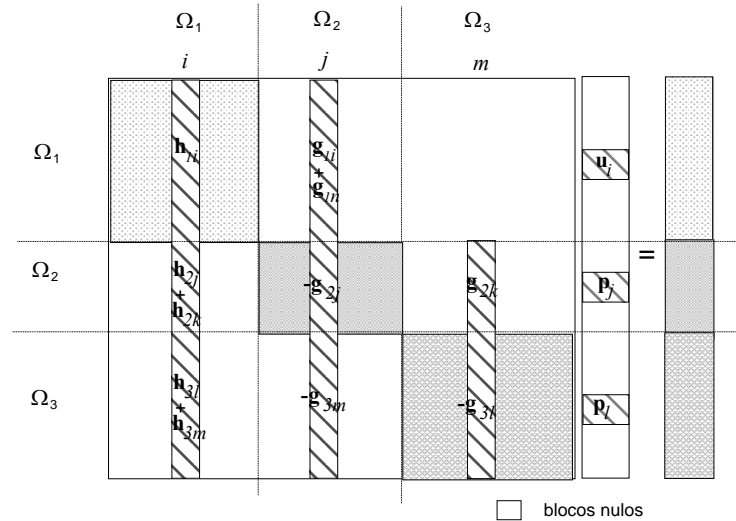 Ω₁ Ω₂ Ω₃
i j m
Ω₁ h₁ᵢ g₁ᵢ + g₁ₙ uᵢ
=
Ω₂ h₂ⱼ + h₂ₖ -g₂ⱼ g₂ₖ pⱼ
Ω₃ h₃ₗ + h₃ₘ -g₃ₘ -g₃ₗ pₗ
blocos nulos